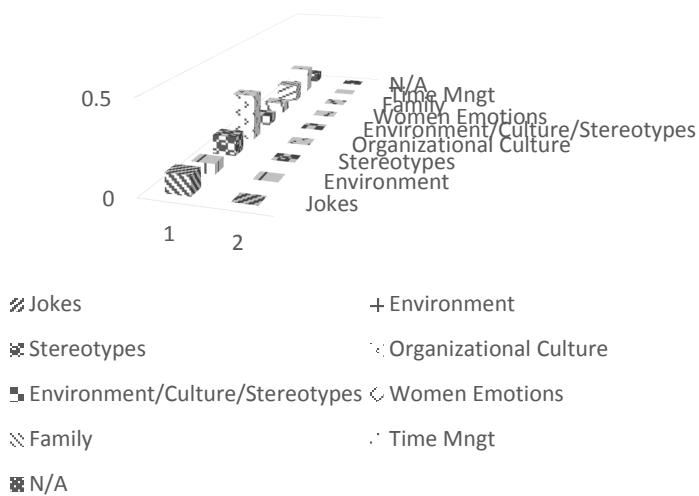 0.5
0
1
2
N/A
Time Mngt
Family
Women Emotions
Environment/Culture/Stereotypes
Organizational Culture
Stereotypes
Environment
Jokes
Jokes
Environment
Stereotypes
Organizational Culture
Environment/Culture/Stereotypes
Women Emotions
Family
Time Mngt
N/A